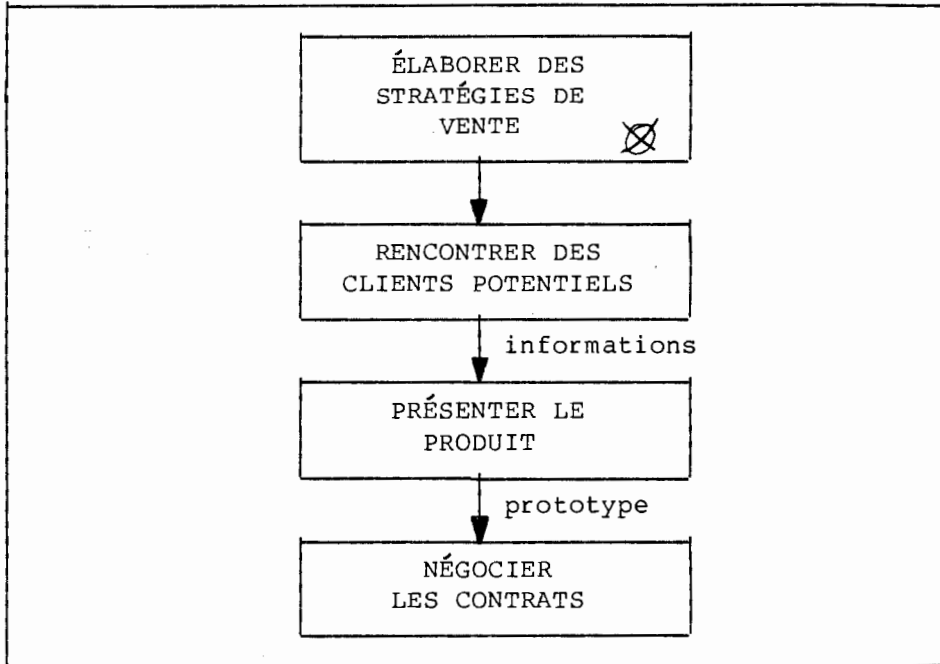 ÉLABORER DES
STRATÉGIES DE
VENTE
RENCONTRER DES
CLIENTS POTENTIELS
informations
PRÉSENTER LE
PRODUIT
prototype
NÉGOCIER
LES CONTRATS